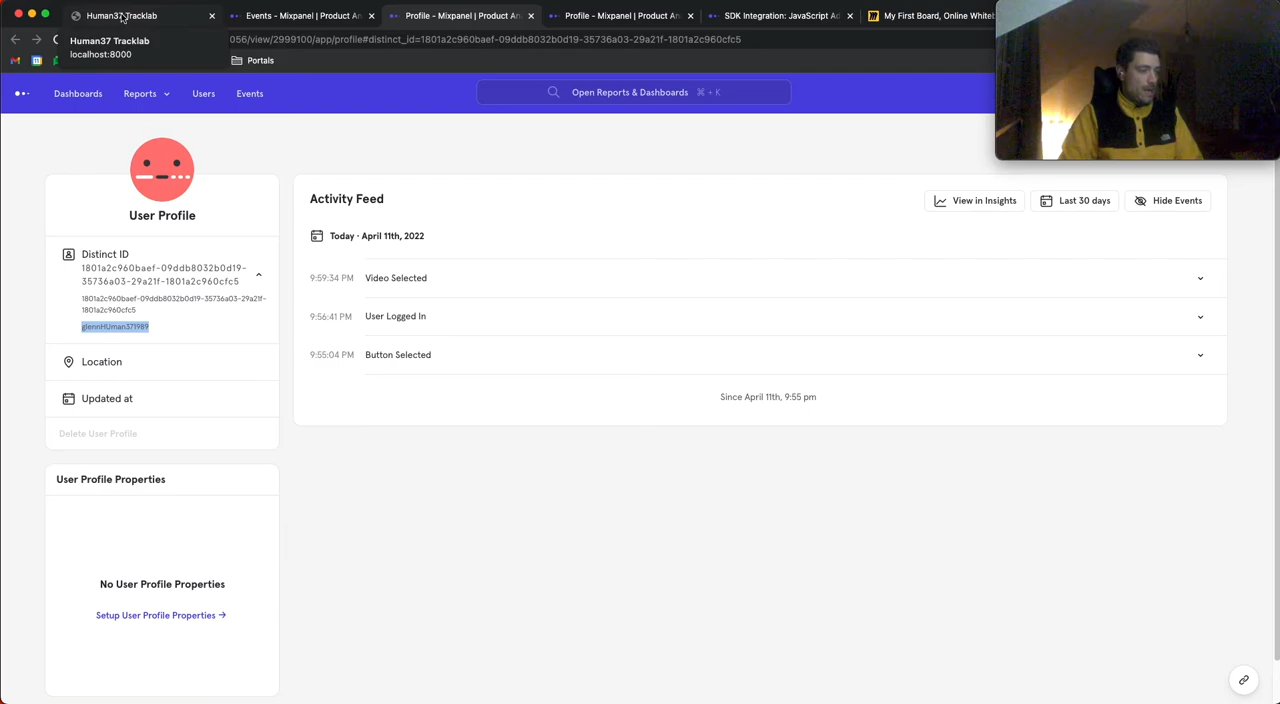 Human37 Tracklab
Events - Mixpanel | Product An
Profile - Mixpanel | Product An
Profile - Mixpanel | Product An
SDK Integration: JavaScript Ad
My First Board, Online Whiteb
Human37 Tracklab
localhost:8000
056/view/2999100/app/profile#distinct_id=1801a2c960baef-09ddb8032b0d19-35736a03-29a21f-1801a2c960cfc5
Portals
Dashboards
Reports
Users
Events
Open Reports & Dashboards ⌘ + K
User Profile
Distinct ID
1801a2c960baef-09ddb8032b0d19-
35736a03-29a21f-1801a2c960cfc5
1801a2c960baef-09ddb8032b0d19-35736a03-29a21f-
1801a2c960cfc5
glennHUman371989
Location
Updated at
Delete User Profile
User Profile Properties
No User Profile Properties
Setup User Profile Properties →
Activity Feed
View in Insights
Last 30 days
Hide Events
Today · April 11th, 2022
9:59:34 PM Video Selected
9:56:41 PM User Logged In
9:55:04 PM Button Selected
Since April 11th, 9:55 pm